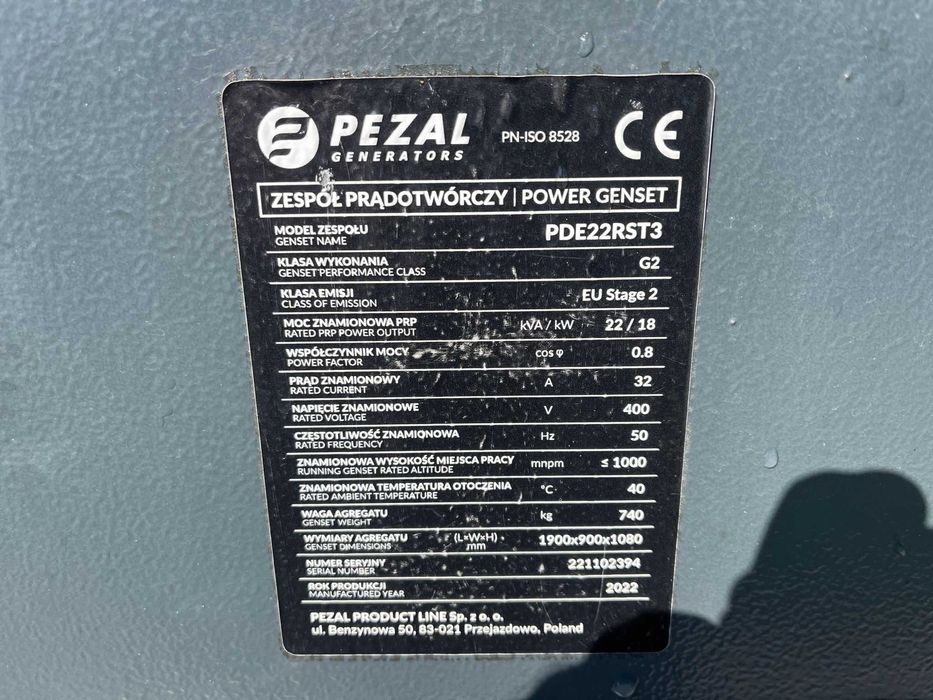 PEZAL
GENERATORS
PN-ISO 8528
CE
ZESPÓŁ PRĄDOTWÓRCZY | POWER GENSET
MODEL ZESPOŁU
GENSET NAME
PDE22RST3
KLASA WYKONANIA
GENSET PERFORMANCE CLASS
G2
KLASA EMISJI
CLASS OF EMISSION
EU Stage 2
MOC ZNAMIONOWA PRP
RATED PRP POWER OUTPUT
kVA / kW 22 / 18
WSPÓŁCZYNNIK MOCY
POWER FACTOR
cos φ 0.8
PRĄD ZNAMIONOWY
RATED CURRENT
A 32
NAPIĘCIE ZNAMIONOWE
RATED VOLTAGE
V 400
CZĘSTOTLIWOŚĆ ZNAMIONOWA
RATED FREQUENCY
Hz 50
ZNAMIONOWA WYSOKOŚĆ MIEJSCA PRACY
RUNNING GENSET RATED ALTITUDE
mnpm ≤ 1000
ZNAMIONOWA TEMPERATURA OTOCZENIA
RATED AMBIENT TEMPERATURE
°C 40
WAGA AGREGATU
GENSET WEIGHT
kg 740
WYMIARY AGREGATU
GENSET DIMENSIONS
(L×W×H)
mm
1900x900x1080
NUMER SERYJNY
SERIAL NUMBER
221102394
ROK PRODUKCJI
MANUFACTURED YEAR
2022
PEZAL PRODUCT LINE Sp. z o. o.
ul. Benzynowa 50, 83-021 Przejazdowo, Poland